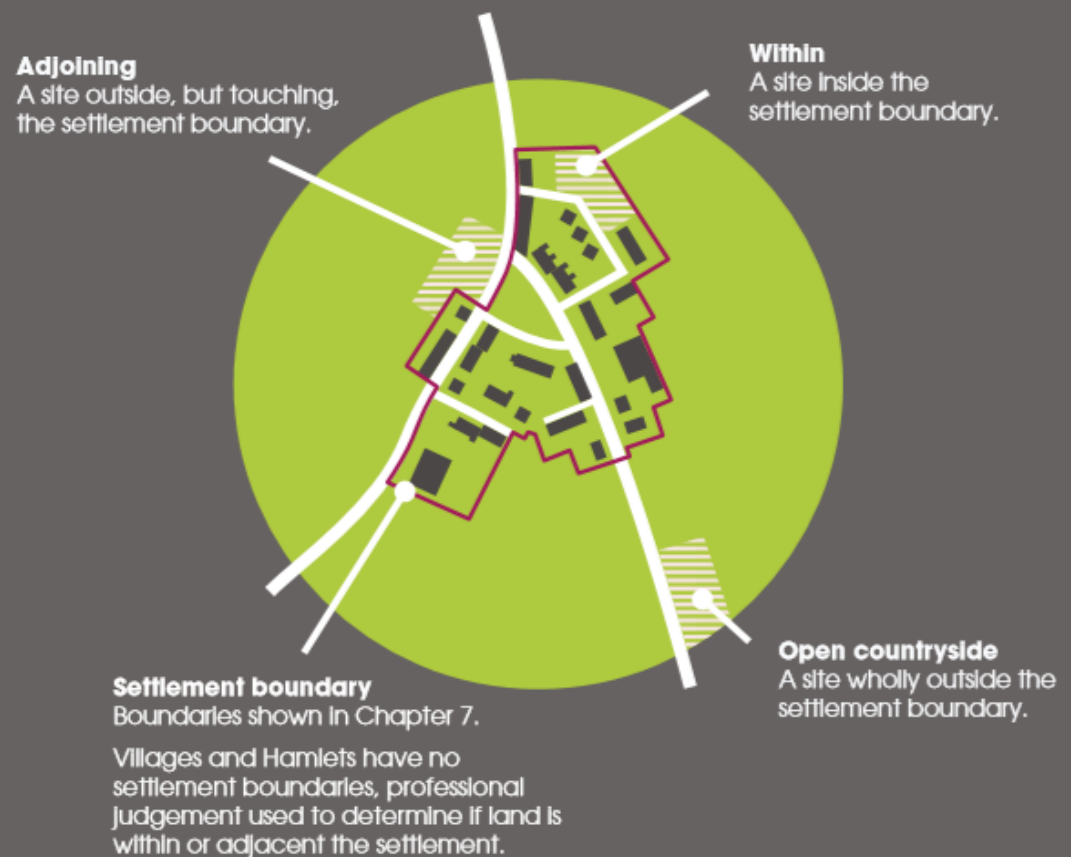 Adjoining
A site outside, but touching,
the settlement boundary.
Within
A site inside the
settlement boundary.
Settlement boundary
Boundaries shown in Chapter 7.
Villages and Hamlets have no
settlement boundaries, professional
judgement used to determine if land is
within or adjacent the settlement.
Open countryside
A site wholly outside the
settlement boundary.